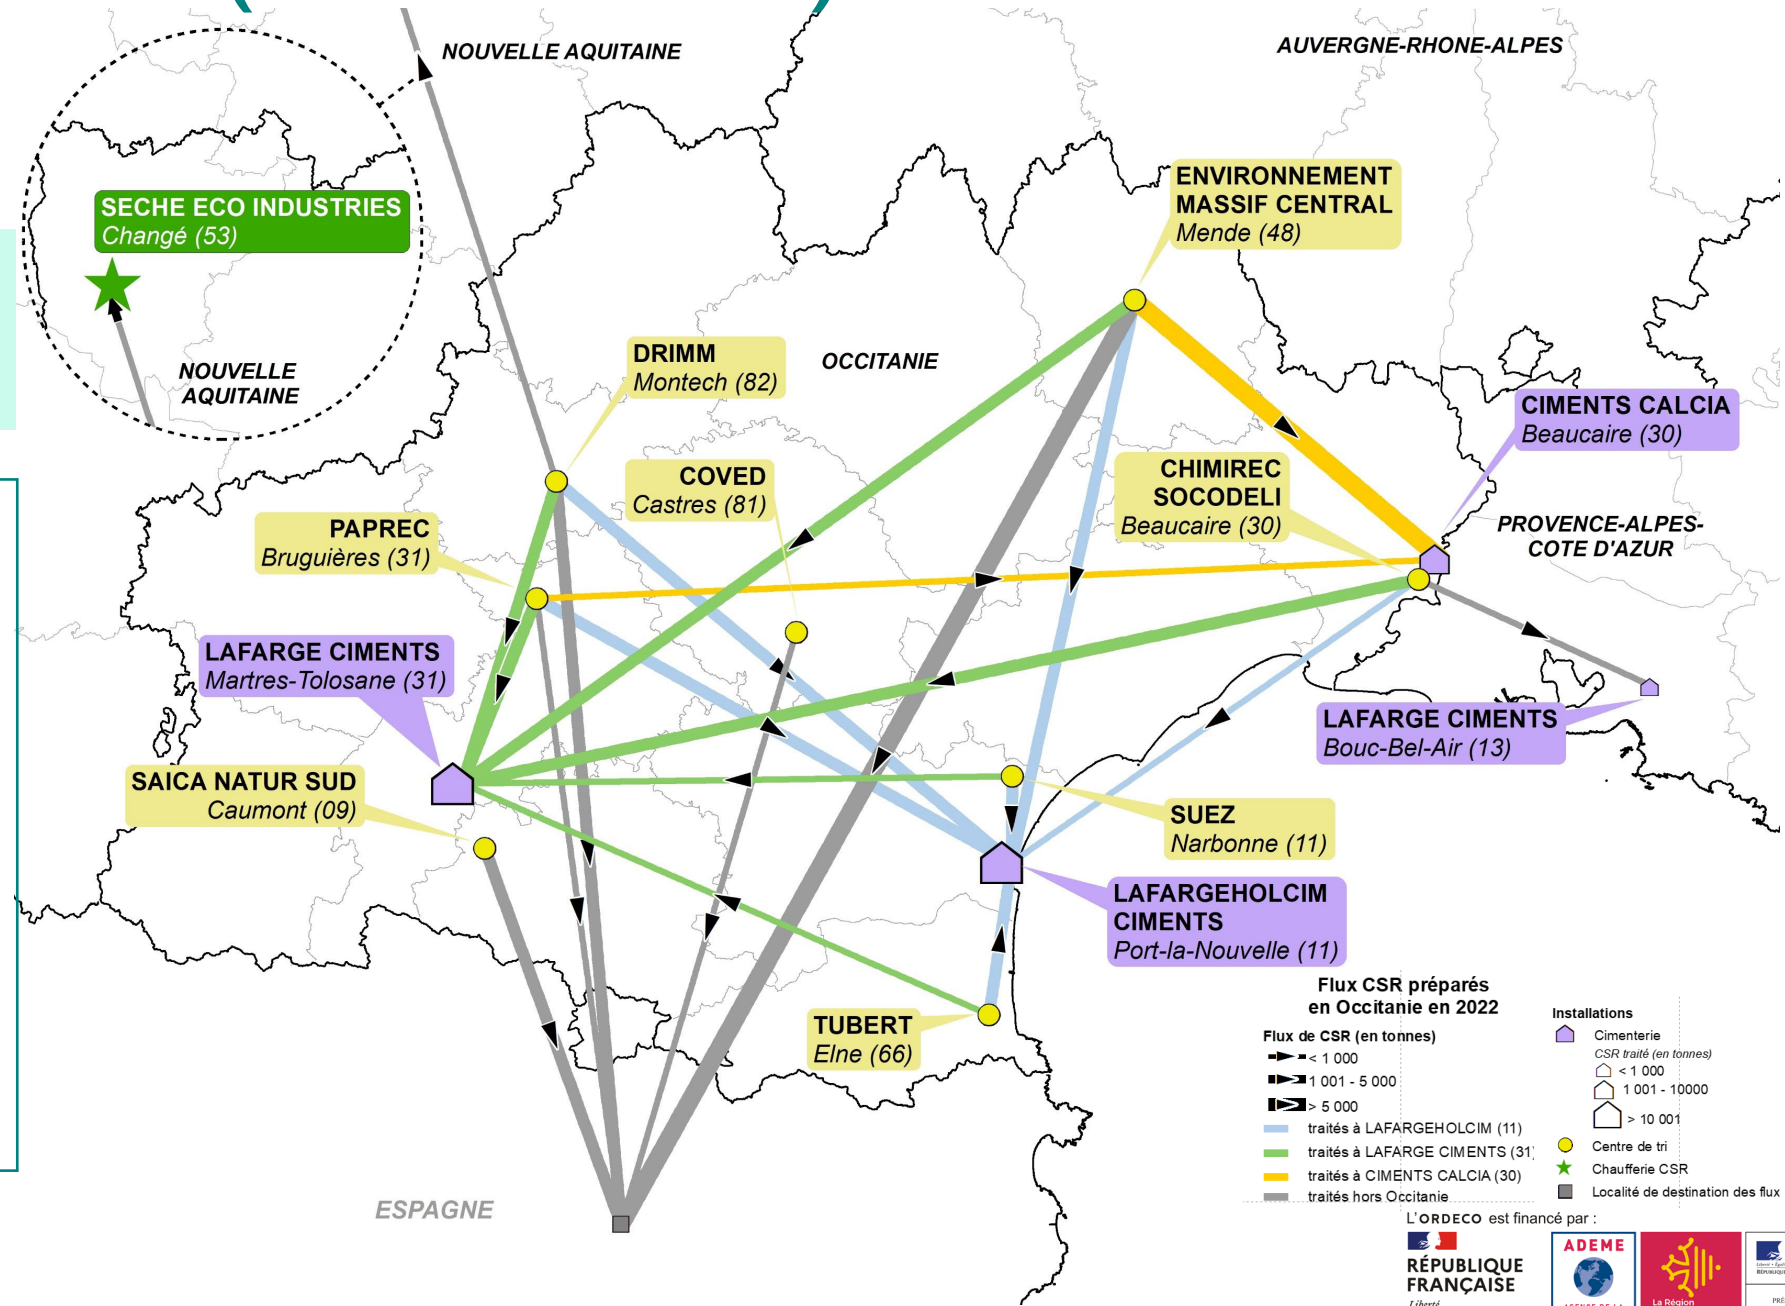 NOUVELLE AQUITAINE
AUVERGNE-RHONE-ALPES
SECHE ECO INDUSTRIES
Changé (53)
NOUVELLE
AQUITAINE
ENVIRONNEMENT
MASSIF CENTRAL
Mende (48)
DRIMM
Montech (82)
OCCITANIE
CIMENTS CALCIA
Beaucaire (30)
COVED
Castres (81)
CHIMIREC
SOCODELI
Beaucaire (30)
PAPREC
Bruguières (31)
PROVENCE-ALPES-
COTE D'AZUR
LAFARGE CIMENTS
Martres-Tolosane (31)
LAFARGE CIMENTS
Bouc-Bel-Air (13)
SAICA NATUR SUD
Caumont (09)
SUEZ
Narbonne (11)
LAFARGEHOLCIM
CIMENTS
Port-la-Nouvelle (11)
TUBERT
Elne (66)
ESPAGNE
Flux CSR préparés
en Occitanie en 2022
Flux de CSR (en tonnes)
< 1 000
1 001 - 5 000
> 5 000
traités à LAFARGEHOLCIM (11)
traités à LAFARGE CIMENTS (31)
traités à CIMENTS CALCIA (30)
traités hors Occitanie
Installations
Cimenterie
CSR traité (en tonnes)
< 1 000
1 001 - 10000
> 10 001
Centre de tri
Chaufferie CSR
Localité de destination des flux
L'ORDECO est financé par :
RÉPUBLIQUE
FRANÇAISE
Liberté
ADEME
La Région